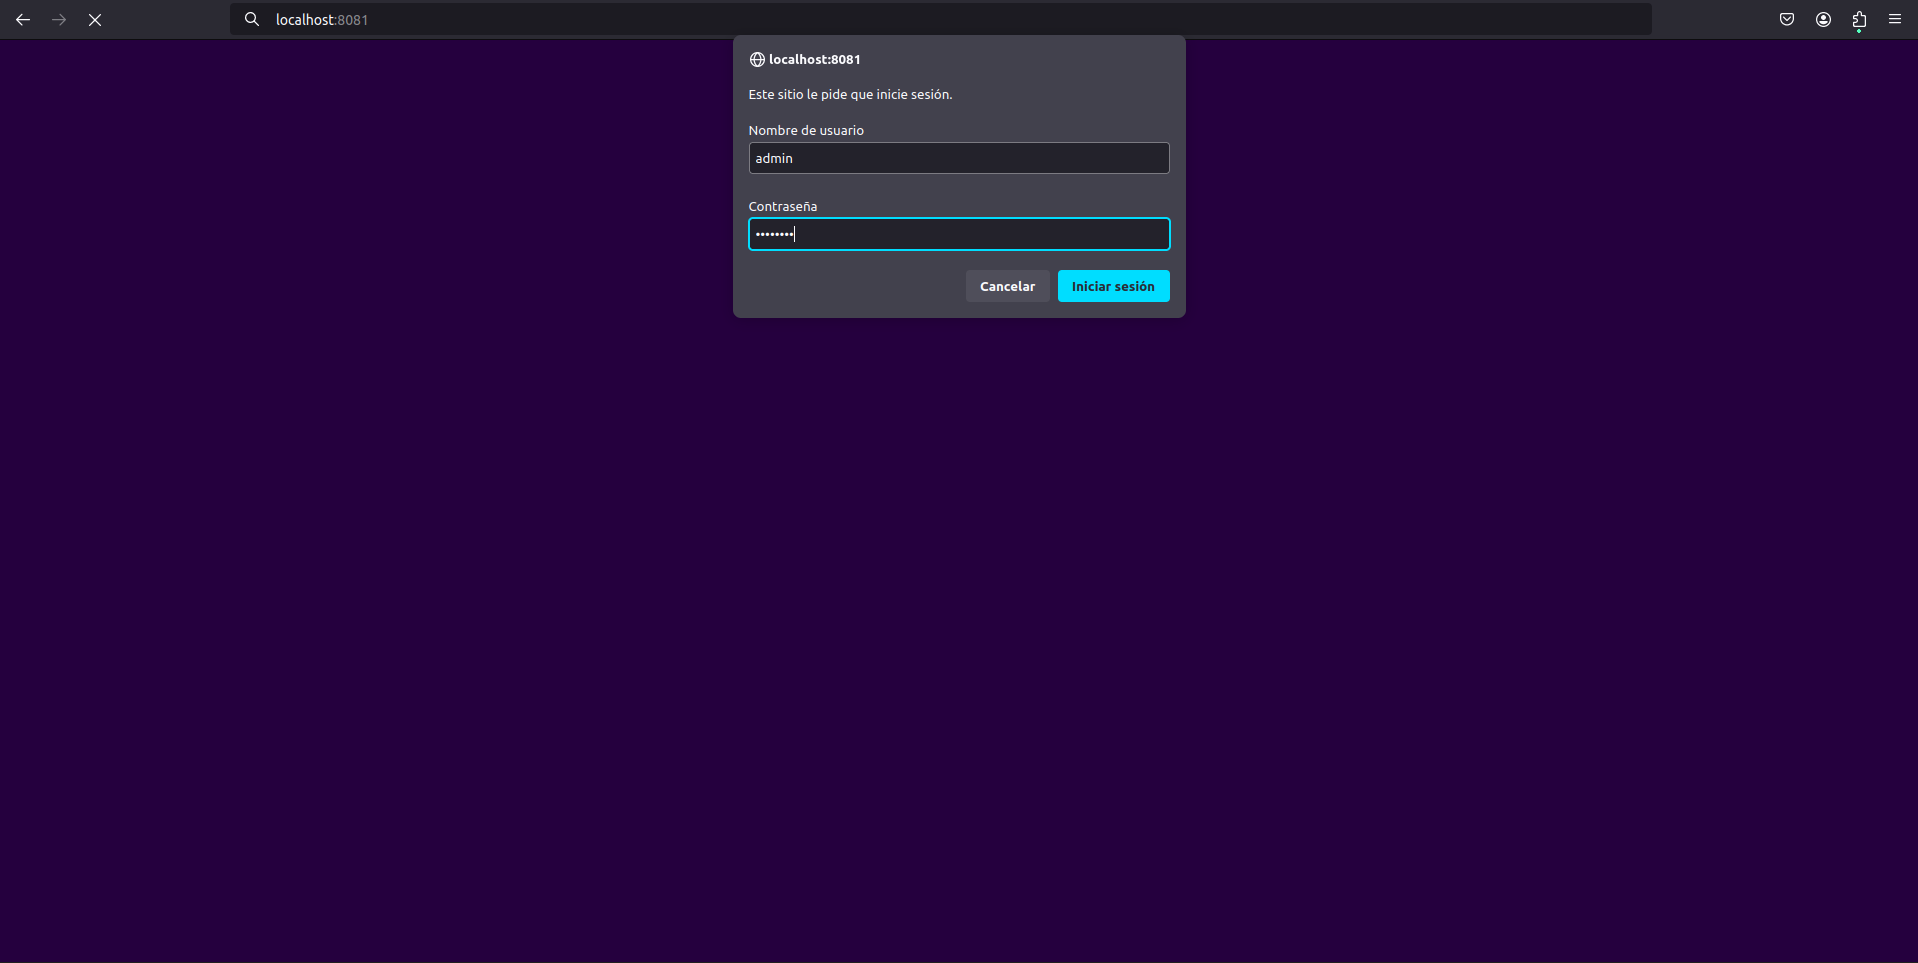 localhost:8081
localhost:8081
Este sitio le pide que inicie sesión.
Nombre de usuario
admin
Contraseña
••••••••
Cancelar
Iniciar sesión